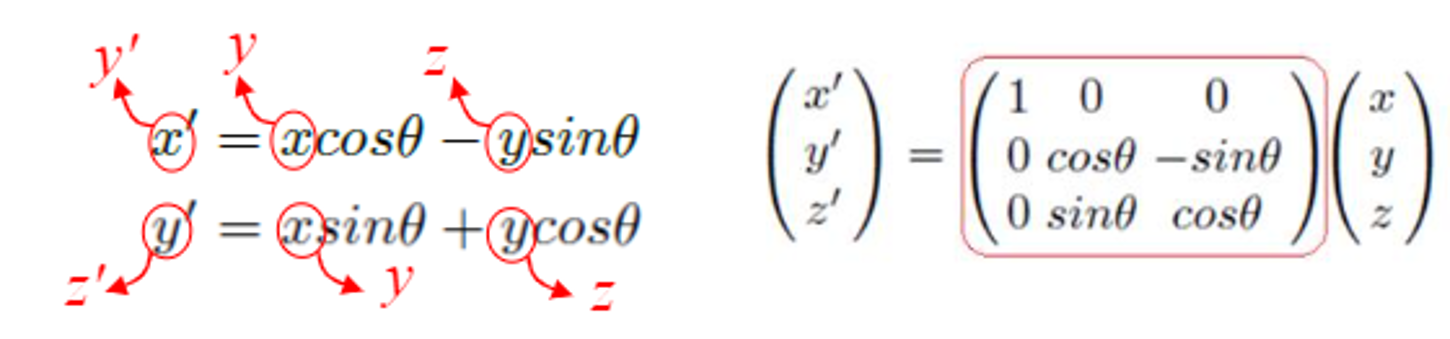 y' y z
x' = xcosθ − ysinθ
y' = xsinθ + ycosθ
z' y z
x' 1 0 0 x
y' = 0 cosθ −sinθ y
z' 0 sinθ cosθ z